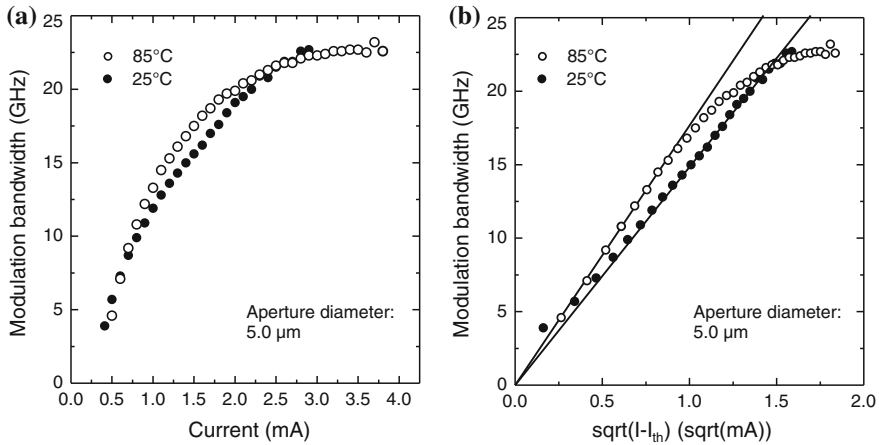 (a)
25
20
15
10
5
0
Modulation bandwidth (GHz)
85°C
25°C
Aperture diameter:
5.0 μm
0.0 0.5 1.0 1.5 2.0 2.5 3.0 3.5 4.0
Current (mA)
(b)
25
20
15
10
5
0
Modulation bandwidth (GHz)
85°C
25°C
Aperture diameter:
5.0 μm
0.0 0.5 1.0 1.5 2.0
sqrt(I-Ith) (sqrt(mA))